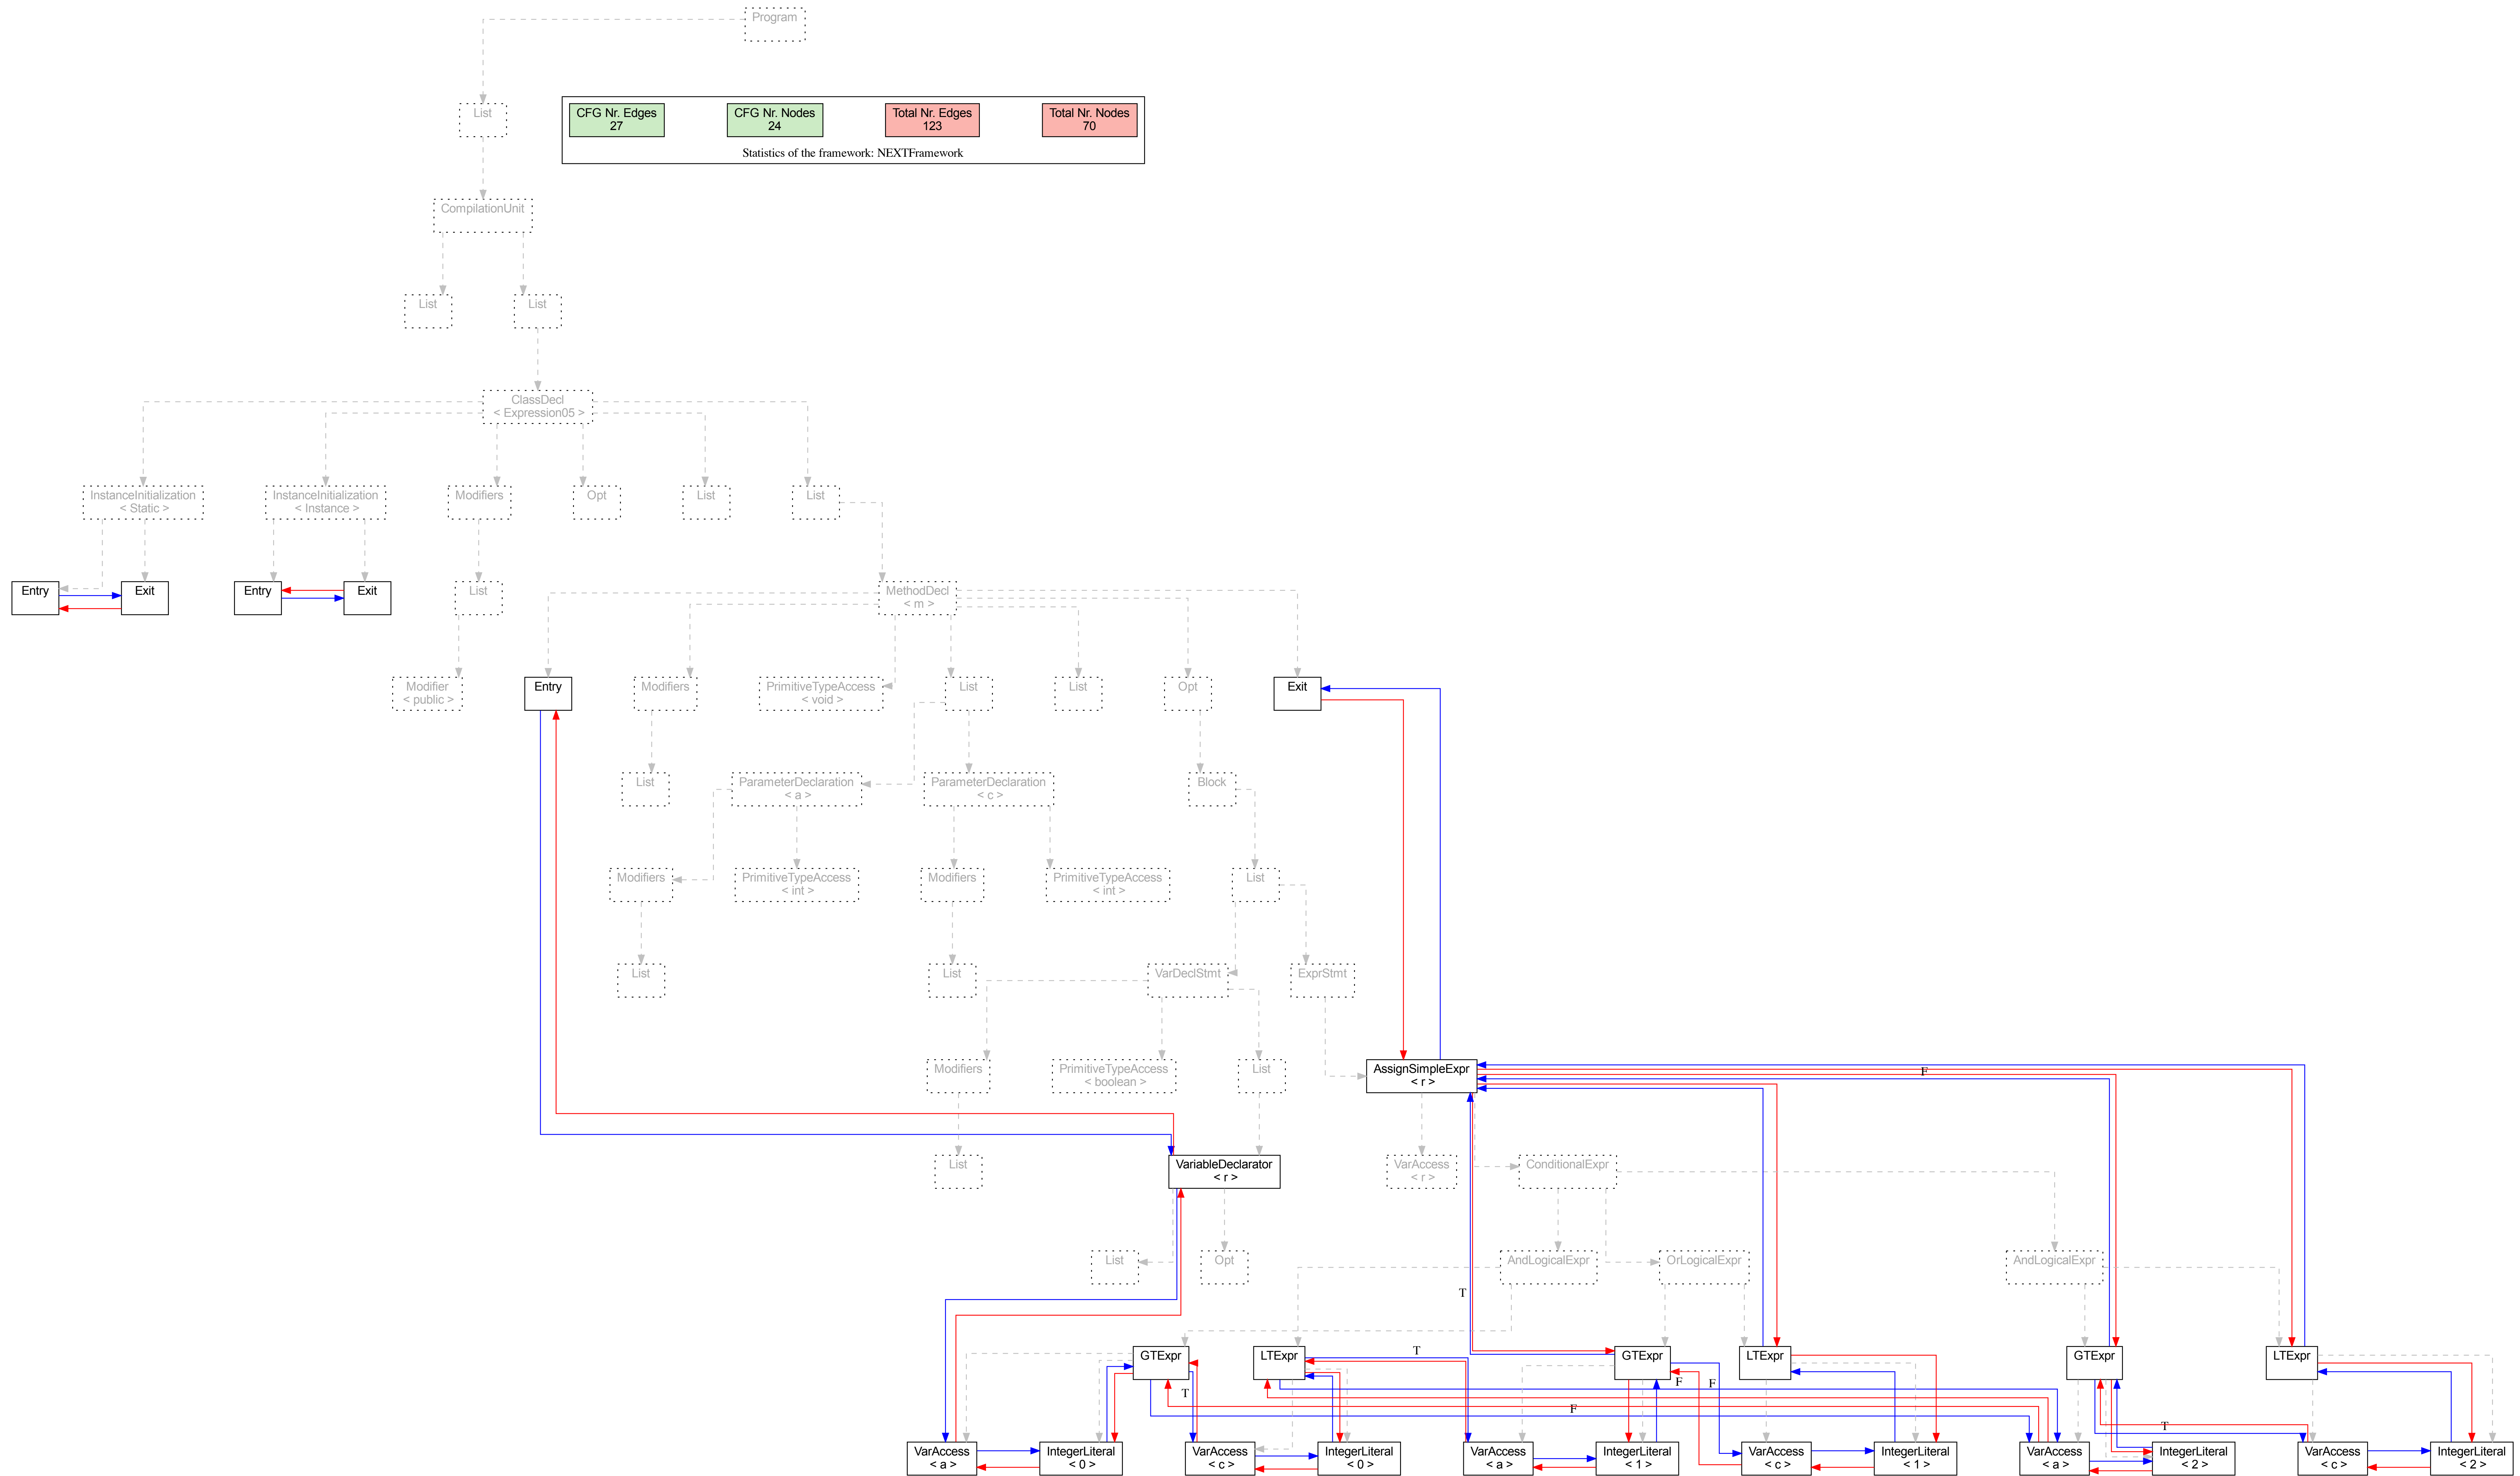 Program
List
CFG Nr. Edges
27
CFG Nr. Nodes
24
Total Nr. Edges
123
Total Nr. Nodes
70
Statistics of the framework: NEXTFramework
CompilationUnit
List
List
ClassDecl
< Expression05 >
InstanceInitialization
< Static >
InstanceInitialization
< Instance >
Modifiers
Opt
List
List
Entry
Exit
Entry
Exit
List
MethodDecl
< m >
Modifier
< public >
Entry
Modifiers
PrimitiveTypeAccess
< void >
List
List
Opt
Exit
List
ParameterDeclaration
< a >
ParameterDeclaration
< c >
Block
Modifiers
PrimitiveTypeAccess
< int >
Modifiers
PrimitiveTypeAccess
< int >
List
List
List
VarDeclStmt
ExprStmt
Modifiers
PrimitiveTypeAccess
< boolean >
List
AssignSimpleExpr
< r >
F
List
VariableDeclarator
< r >
VarAccess
< r >
ConditionalExpr
List
Opt
AndLogicalExpr
OrLogicalExpr
AndLogicalExpr
T
GTExpr
LTExpr
T
GTExpr
LTExpr
GTExpr
LTExpr
T
F
F
F
T
VarAccess
< a >
IntegerLiteral
< 0 >
VarAccess
< c >
IntegerLiteral
< 0 >
VarAccess
< a >
IntegerLiteral
< 1 >
VarAccess
< c >
IntegerLiteral
< 1 >
VarAccess
< a >
IntegerLiteral
< 2 >
VarAccess
< c >
IntegerLiteral
< 2 >